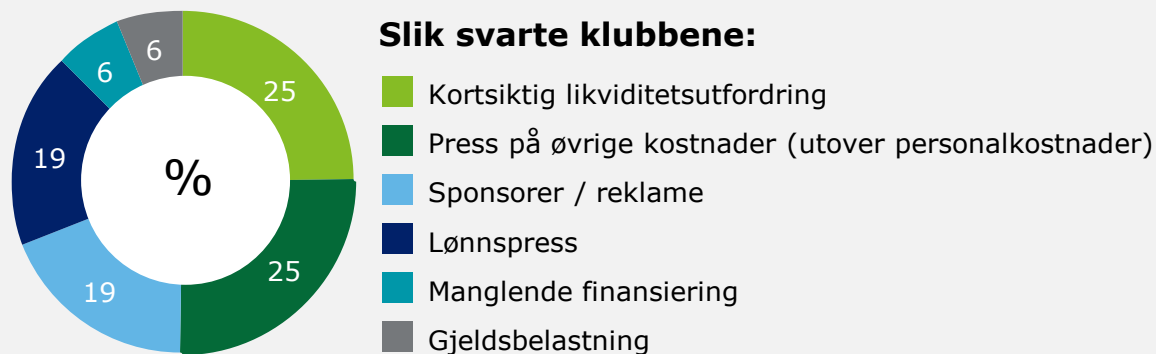 Slik svarte klubbene:
Kortsiktig likviditetsutfordring
Press på øvrige kostnader (utover personalkostnader)
Sponsorer / reklame
Lønnspress
Manglende finansiering
Gjeldsbelastning
%
25
25
19
19
6
6